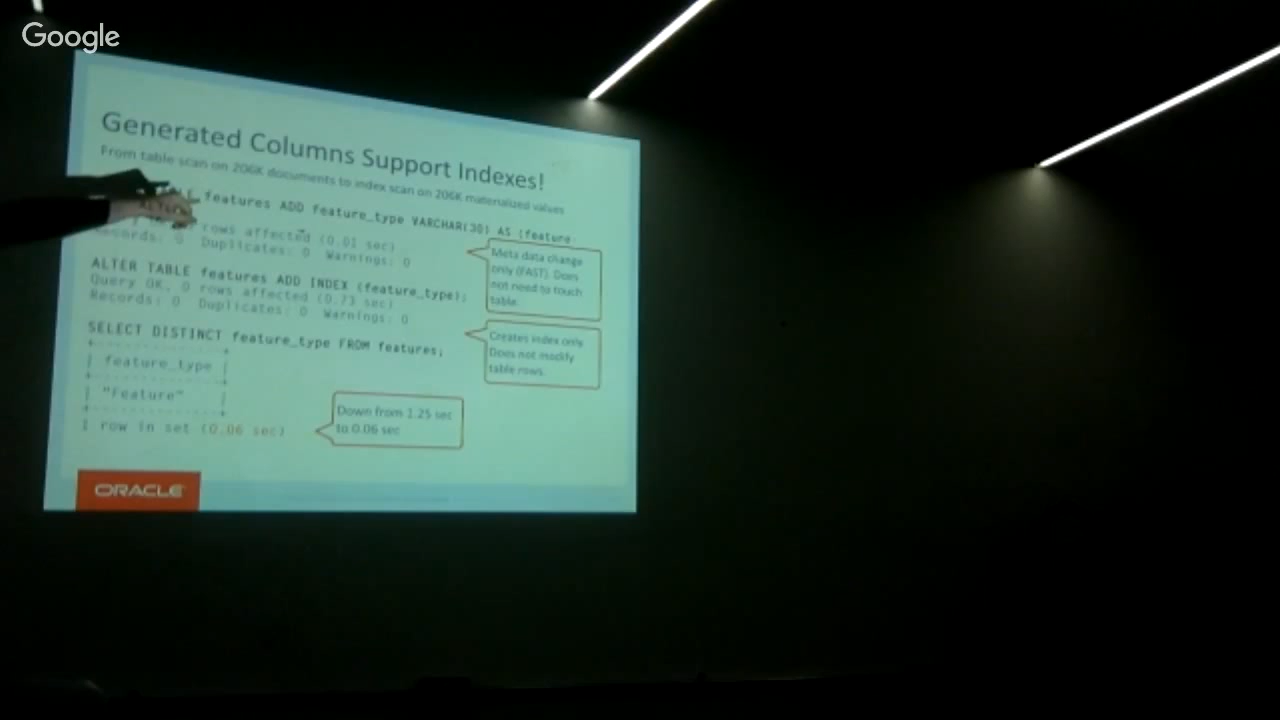 Google
Generated Columns Support Indexes!
From table scan on 206K documents to index scan on 206K materialized values
features ADD feature_type VARCHAR(30) AS (feature
rows affected (0.01 sec)
Records: 0 Duplicates: 0 Warnings: 0
Meta data change
only (FAST). Does
not need to touch
table.
ALTER TABLE features ADD INDEX (feature_type);
Query OK, 0 rows affected (0.73 sec)
Records: 0 Duplicates: 0 Warnings: 0
Creates index only.
Does not modify
table rows.
SELECT DISTINCT feature_type FROM features;
| feature_type |
| "Feature" |
1 row in set (0.06 sec)
Down from 1.25 sec
to 0.06 sec
ORACLE